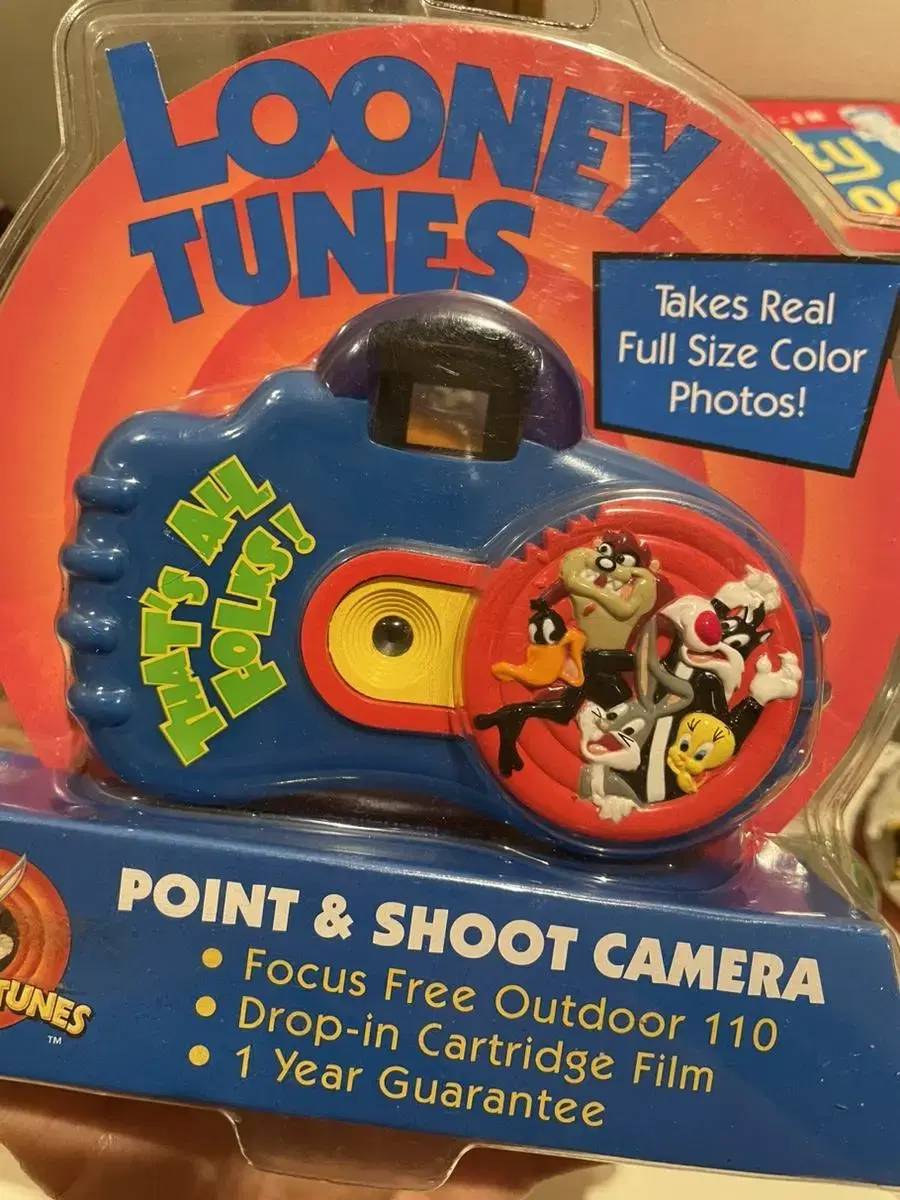 LOONEY
TUNES
Takes Real
Full Size Color
Photos!
THAT'S ALL
FOLKS!
POINT & SHOOT CAMERA
• Focus Free Outdoor 110
• Drop-in Cartridge Film
• 1 Year Guarantee
TUNES
TM